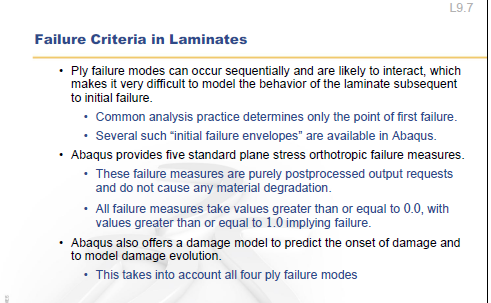 L9.7
Failure Criteria in Laminates
• Ply failure modes can occur sequentially and are likely to interact, which
makes it very difficult to model the behavior of the laminate subsequent
to initial failure.
• Common analysis practice determines only the point of first failure.
• Several such “initial failure envelopes” are available in Abaqus.
• Abaqus provides five standard plane stress orthotropic failure measures.
• These failure measures are purely postprocessed output requests
and do not cause any material degradation.
• All failure measures take values greater than or equal to 0.0, with
values greater than or equal to 1.0 implying failure.
• Abaqus also offers a damage model to predict the onset of damage and
to model damage evolution.
• This takes into account all four ply failure modes